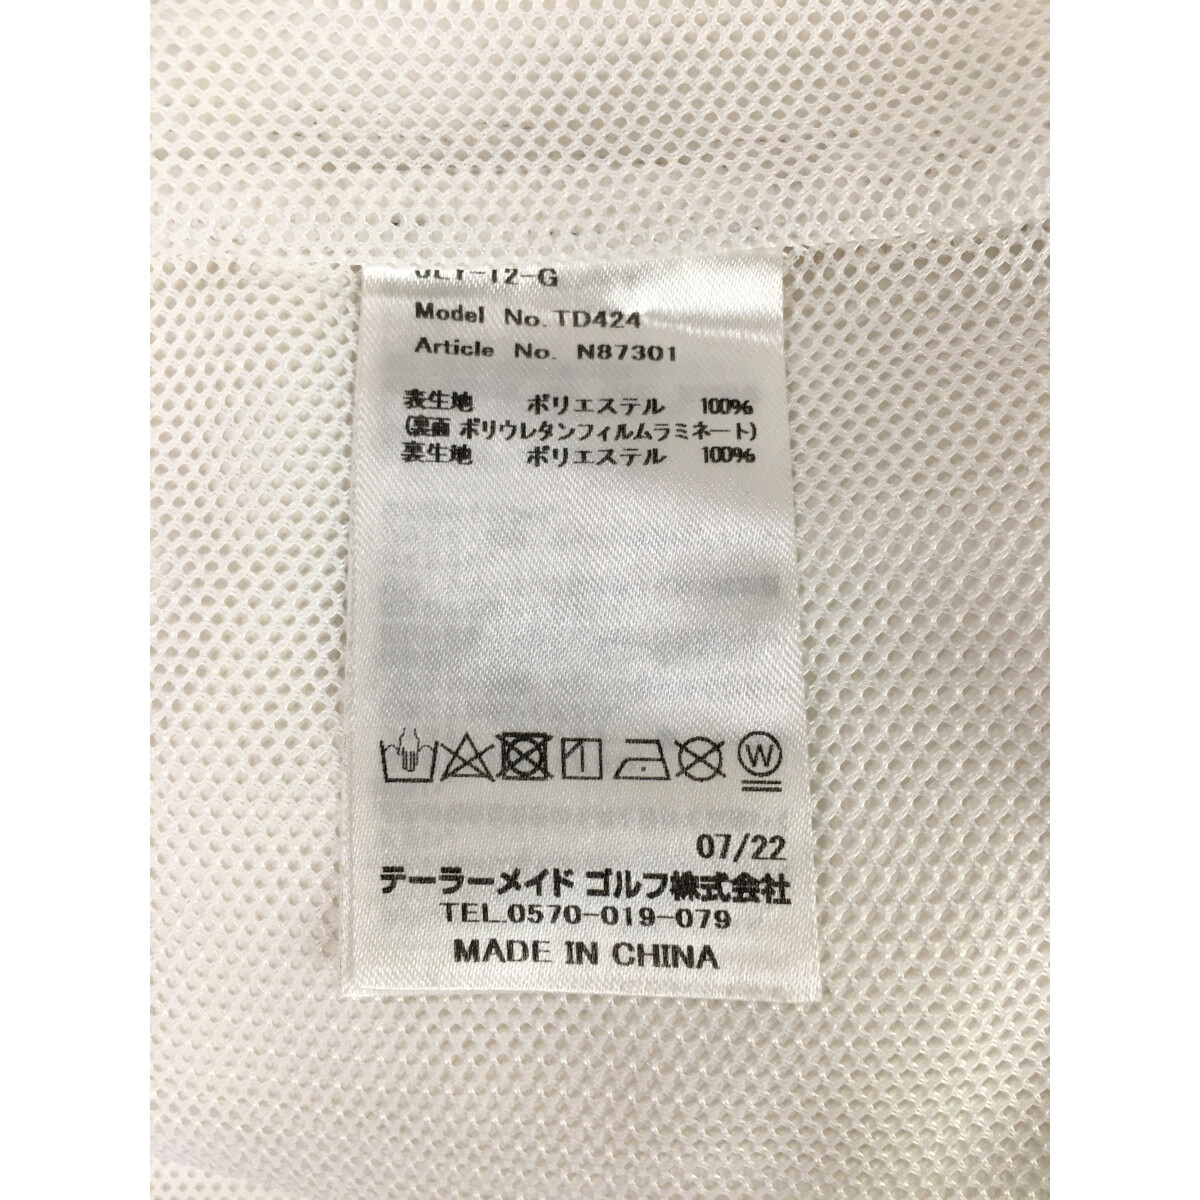 Model No. TD424
Article No. N87301
表生地 ポリエステル 100%
(裏面 ポリウレタンフィルムラミネート)
裏生地 ポリエステル 100%
W
07/22
テーラーメイド ゴルフ株式会社
TEL.0570-019-079
MADE IN CHINA